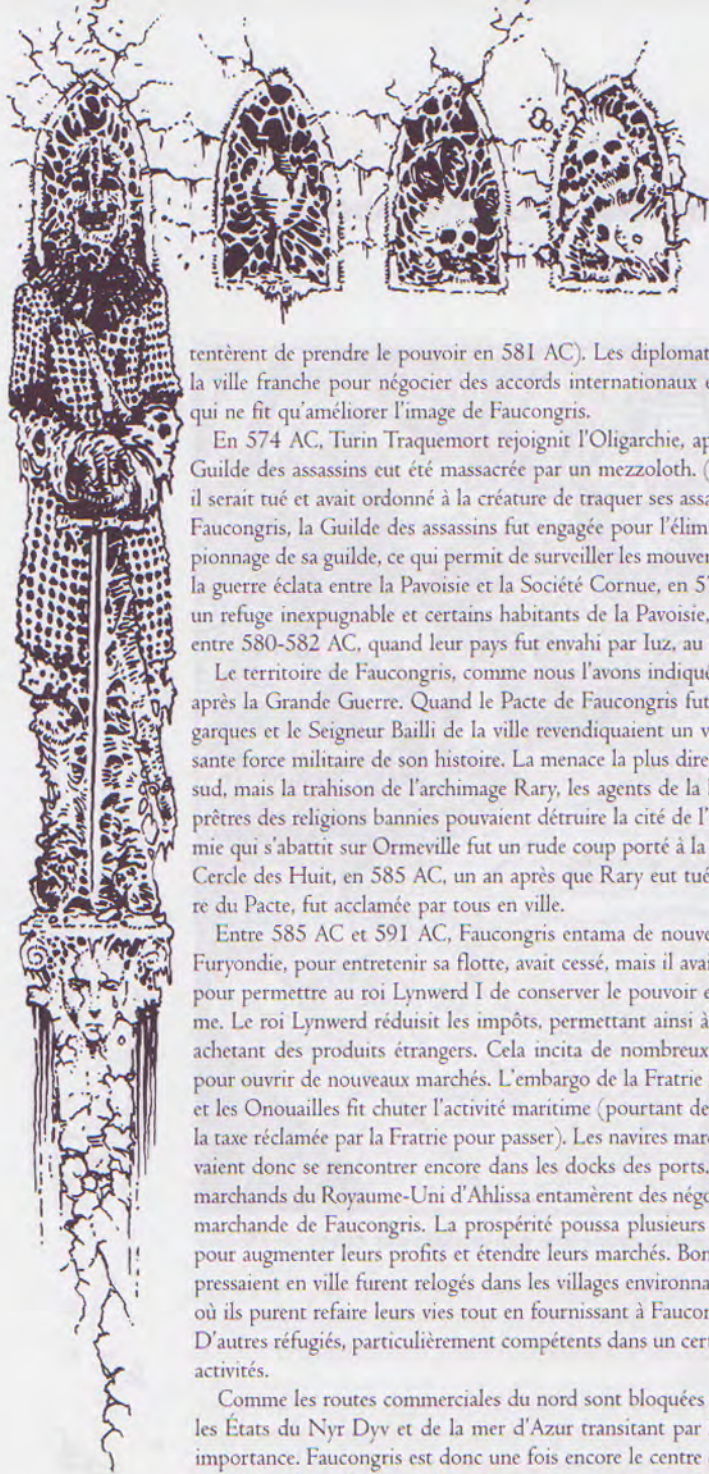 tentèrent de prendre le pouvoir en 581 AC). Les diplomat
la ville franche pour négocier des accords internationaux e
qui ne fit qu'améliorer l'image de Faucongris.
En 574 AC, Turin Traquemort rejoignit l'Oligarchie, ap
Guilde des assassins eut été massacrée par un mezzoloth. (
il serait tué et avait ordonné à la créature de traquer ses assa
Faucongris, la Guilde des assassins fut engagée pour l'élim
pionnage de sa guilde, ce qui permit de surveiller les mouver
la guerre éclata entre la Pavoisie et la Société Cornue, en 57
un refuge inexpugnable et certains habitants de la Pavoisie,
entre 580-582 AC, quand leur pays fut envahi par Iuz, au
Le territoire de Faucongris, comme nous l'avons indiqué
après la Grande Guerre. Quand le Pacte de Faucongris fut
garques et le Seigneur Bailli de la ville revendiquaient un v
sante force militaire de son histoire. La menace la plus dire
sud, mais la trahison de l'archimage Rary, les agents de la
prêtres des religions bannies pouvaient détruire la cité de l'
mie qui s'abattit sur Ormeville fut un rude coup porté à la
Cercle des Huit, en 585 AC, un an après que Rary eut tué
re du Pacte, fut acclamée par tous en ville.
Entre 585 AC et 591 AC, Faucongris entama de nouve
Furyondie, pour entretenir sa flotte, avait cessé, mais il avai
pour permettre au roi Lynwerd I de conserver le pouvoir e
me. Le roi Lynwerd réduisit les impôts, permettant ainsi à
achetant des produits étrangers. Cela incita de nombreux
pour ouvrir de nouveaux marchés. L'embargo de la Fratrie
et les Onouailles fit chuter l'activité maritime (pourtant de
la taxe réclamée par la Fratrie pour passer). Les navires marc
vaient donc se rencontrer encore dans les docks des ports.
marchands du Royaume-Uni d'Ahlissa entamèrent des négo
marchande de Faucongris. La prospérité poussa plusieurs
pour augmenter leurs profits et étendre leurs marchés. Bon
pressaient en ville furent relogés dans les villages environna
où ils purent refaire leurs vies tout en fournissant à Faucon
D'autres réfugiés, particulièrement compétents dans un cert
activités.
Comme les routes commerciales du nord sont bloquées
les États du Nyr Dyv et de la mer d'Azur transitant par
importance. Faucongris est donc une fois encore le centre